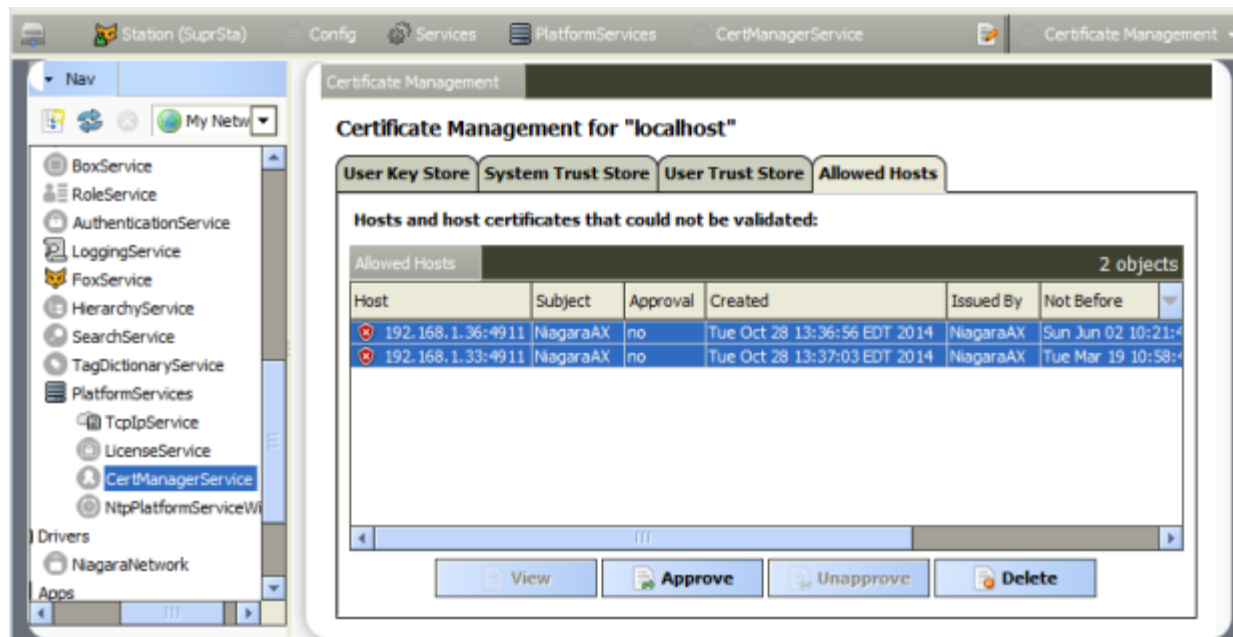 Station (SuprSta) Config Services PlatformServices CertManagerService Certificate Management
Nav
My Netw
BoxService
RoleService
AuthenticationService
LoggingService
FoxService
HierarchyService
SearchService
TagDictionaryService
PlatformServices
TcpIpService
LicenseService
CertManagerService
NtpPlatformServiceWi
Drivers
NiagaraNetwork
Apps
Certificate Management
Certificate Management for "localhost"
User Key Store System Trust Store User Trust Store Allowed Hosts
Hosts and host certificates that could not be validated:
Allowed Hosts 2 objects
Host Subject Approval Created Issued By Not Before
192.168.1.36:4911 NiagaraAX no Tue Oct 28 13:36:56 EDT 2014 NiagaraAX Sun Jun 02 10:21:4
192.168.1.33:4911 NiagaraAX no Tue Oct 28 13:37:03 EDT 2014 NiagaraAX Tue Mar 19 10:58:4
View Approve Unapprove Delete